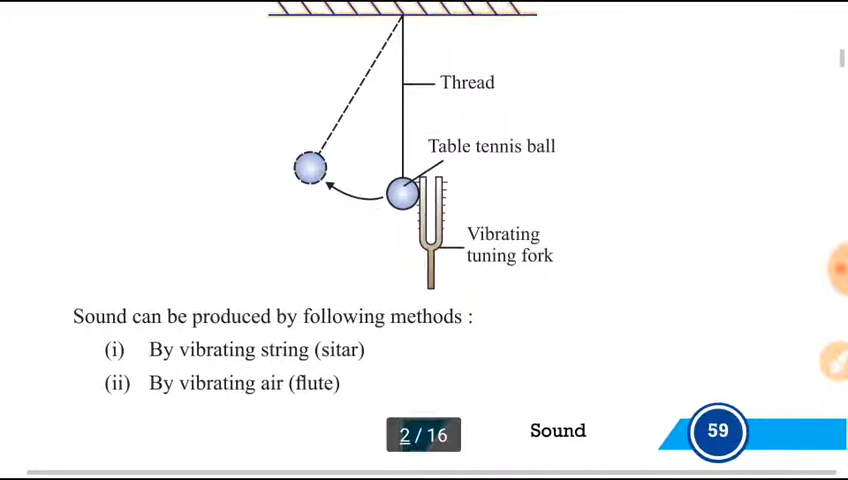 Thread
Table tennis ball
Vibrating
tuning fork
Sound can be produced by following methods :
(i) By vibrating string (sitar)
(ii) By vibrating air (flute)
2 / 16
Sound
59